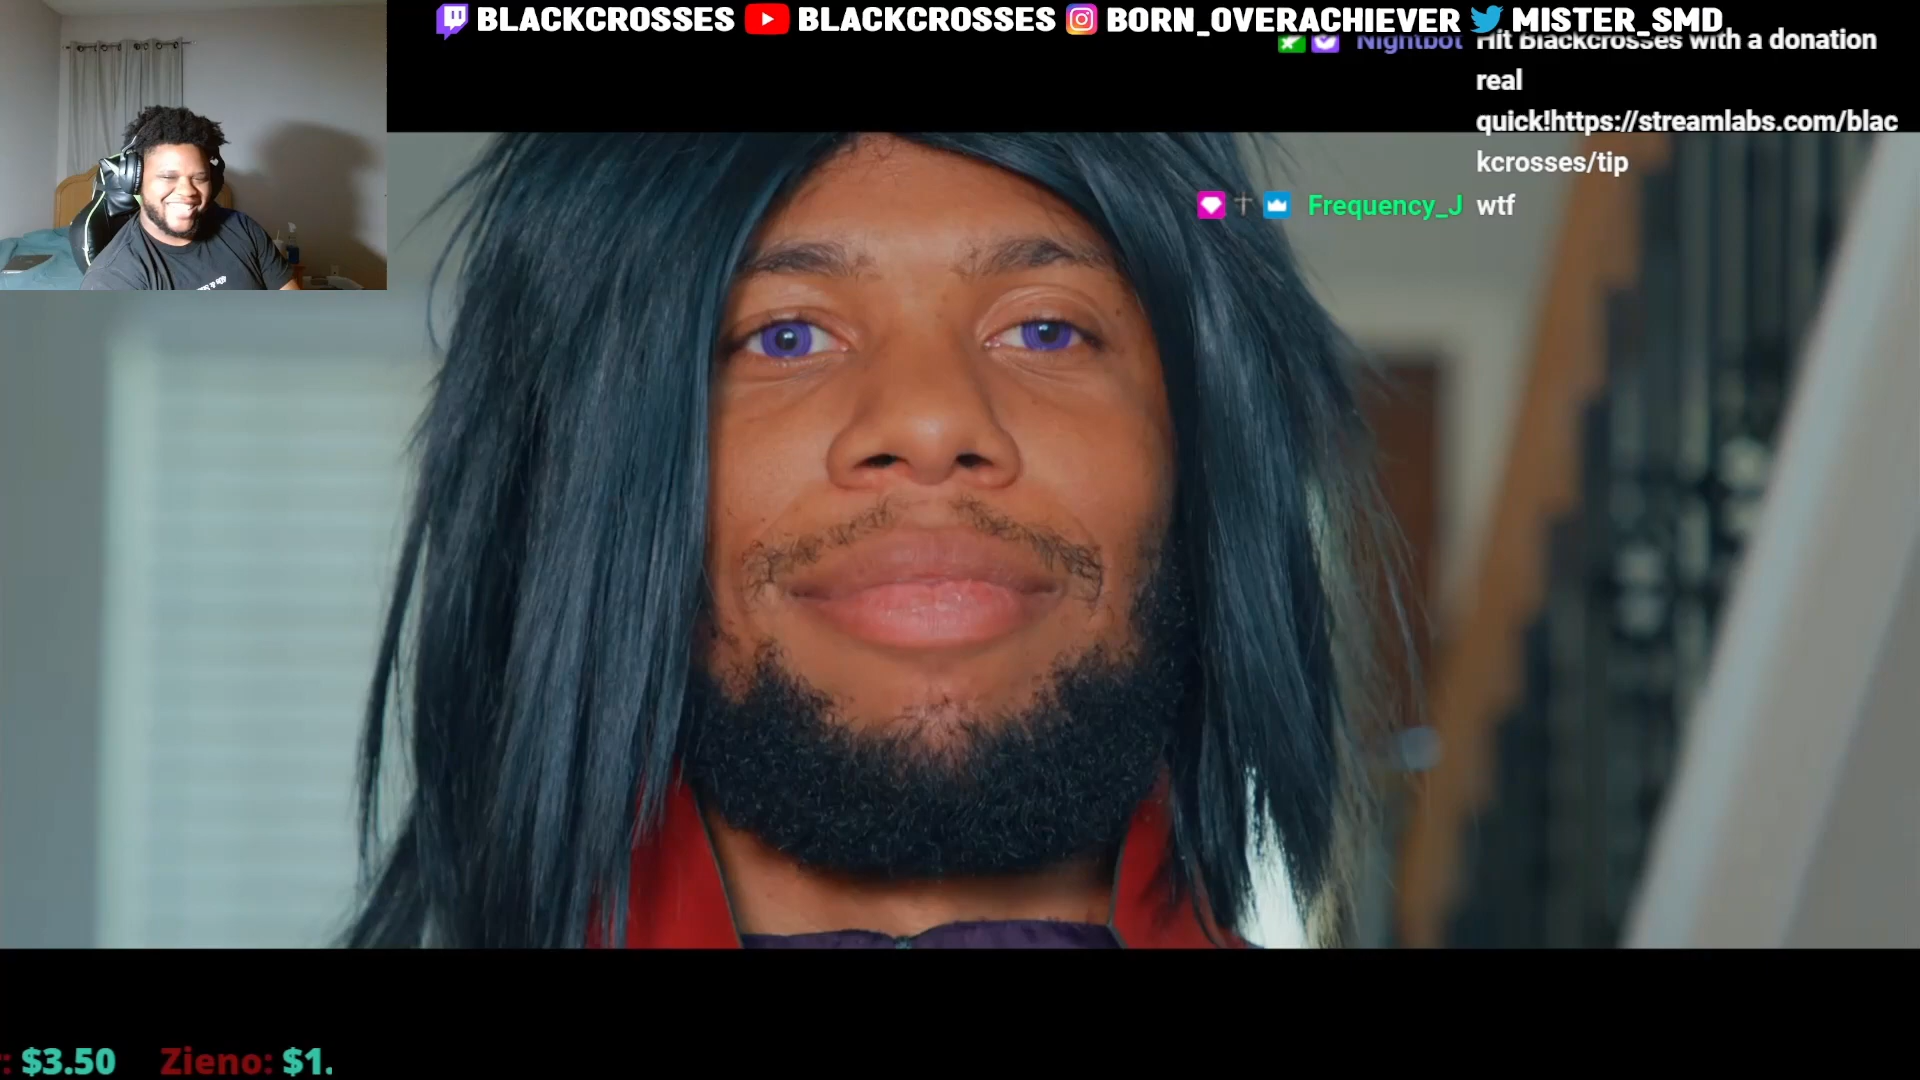 BLACKCROSSES BLACKCROSSES BORN_OVERACHIEVER MISTER_SMD
Nightbot Hit Blackcrosses with a donation
real
quick!https://streamlabs.com/blac
kcrosses/tip
Frequency_J wtf
: $3.50 Zieno: $1.